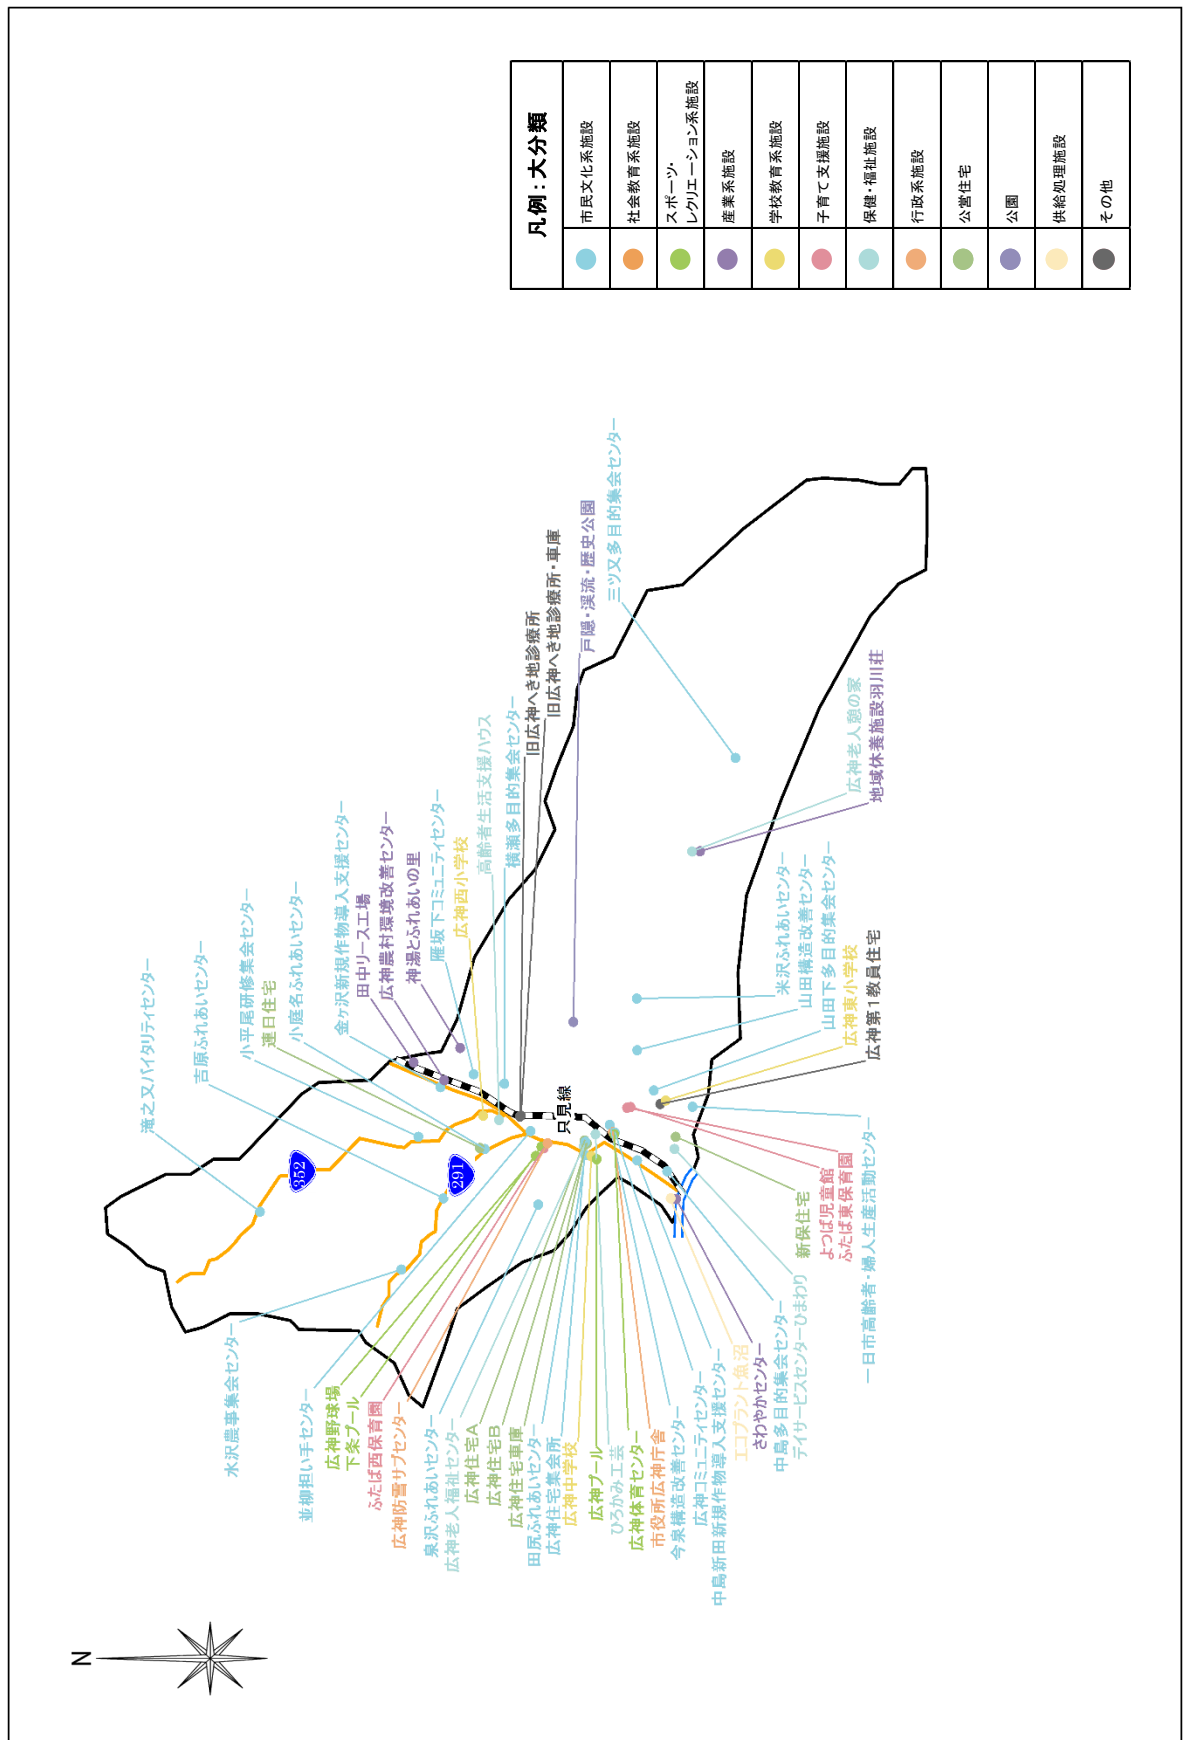 凡例：大分類
市民文化系施設
社会教育系施設
スポーツ・
レクリエーション系施設
産業系施設
学校教育系施設
子育て支援施設
保健・福祉施設
行政系施設
公営住宅
公園
供給処理施設
その他
滝之又バイタリティセンター
吉原ふれあいセンター
小平尾研修集会センター
連日住宅
小庭名ふれあいセンター
金ヶ沢新規作物導入支援センター
田中リース工場
広神農村環境改善センター
神湯とふれあいの里
雁坂下コミュニティセンター
広神西小学校
高齢者生活支援ハウス
横瀬多目的集会センター
旧広神へき地診療所
旧広神へき地診療所・車庫
戸隠・渓流・歴史公園
三ツ又多目的集会センター
広神老人憩の家
地域休養施設羽川荘
米沢ふれあいセンター
山田構造改善センター
山田下多目的集会センター
広神東小学校
広神第1教員住宅
只見線
352
291
水沢農事集会センター
並柳担い手センター
広神野球場
下条プール
ふたば西保育園
広神防雪サブセンター
泉沢ふれあいセンター
広神老人福祉センター
広神住宅A
広神住宅B
広神住宅車庫
田尻ふれあいセンター
広神住宅集会所
広神中学校
広神プール
ひろかみ工芸
広神体育センター
市役所広神庁舎
今泉構造改善センター
広神コミュニティセンター
中島新田新規作物導入支援センター
エコプラント魚沼
さわやかセンター
中島多目的集会センター
デイサービスセンターひまわり
新保住宅
よつば児童館
ふたば東保育園
一日市高齢者・婦人生産活動センター
N